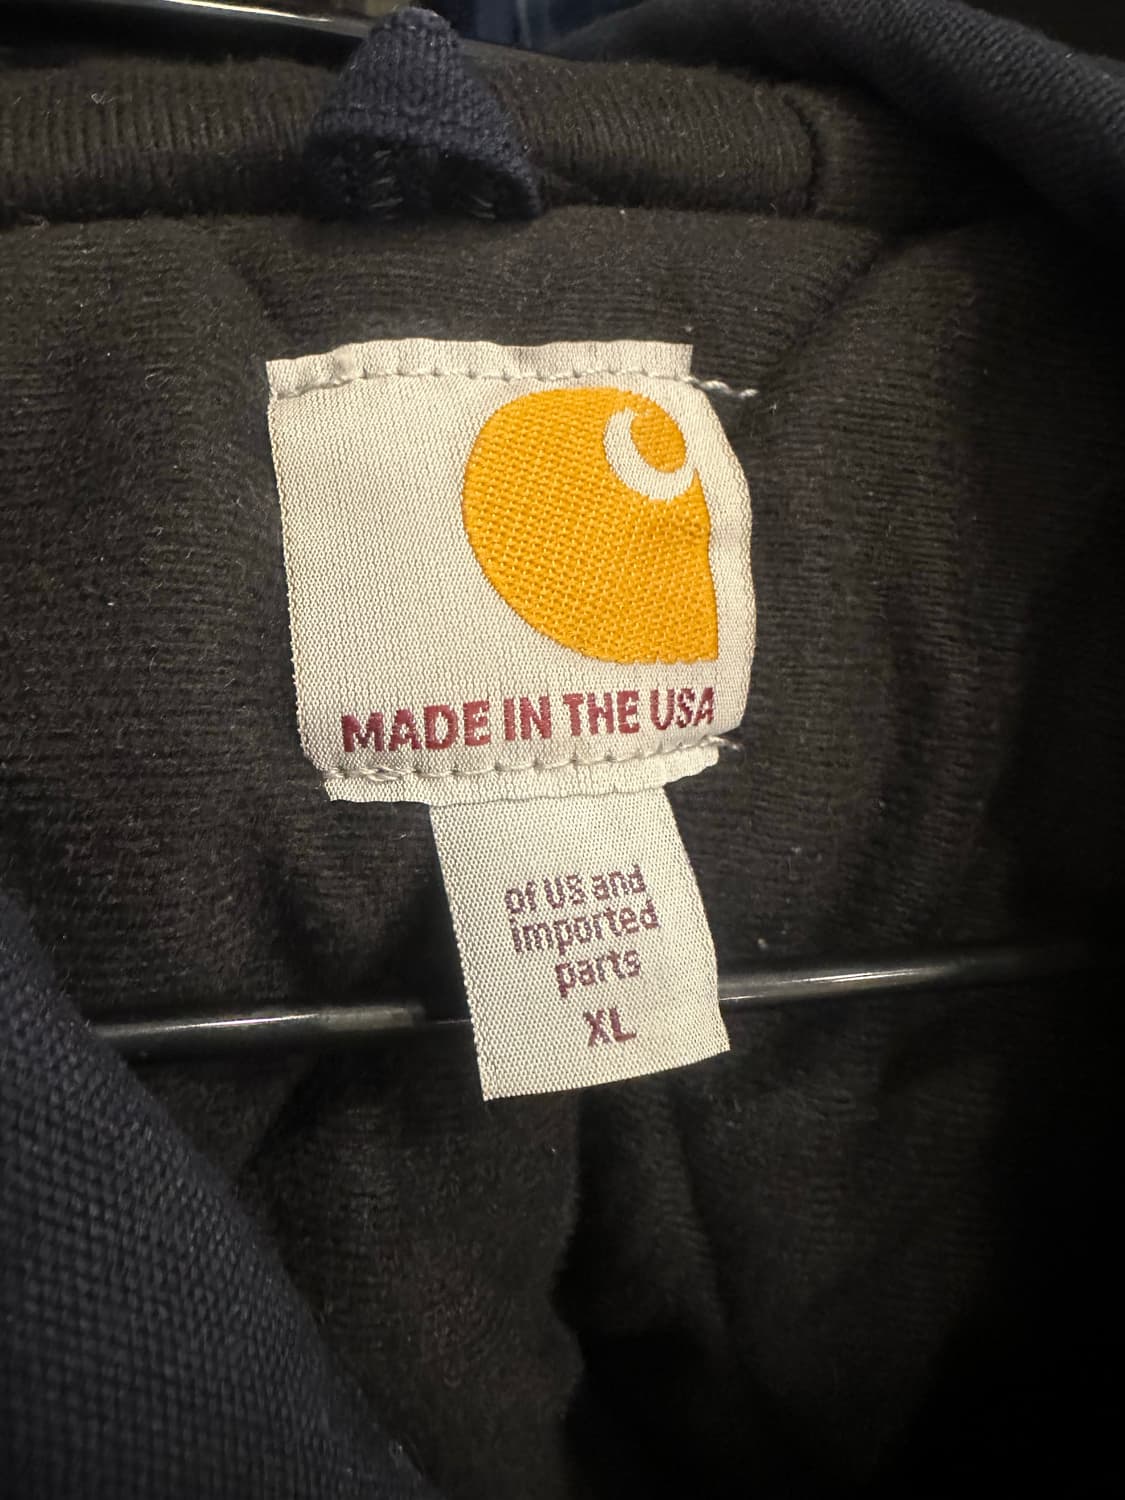 MADE IN THE USA
of US and
imported
parts
XL